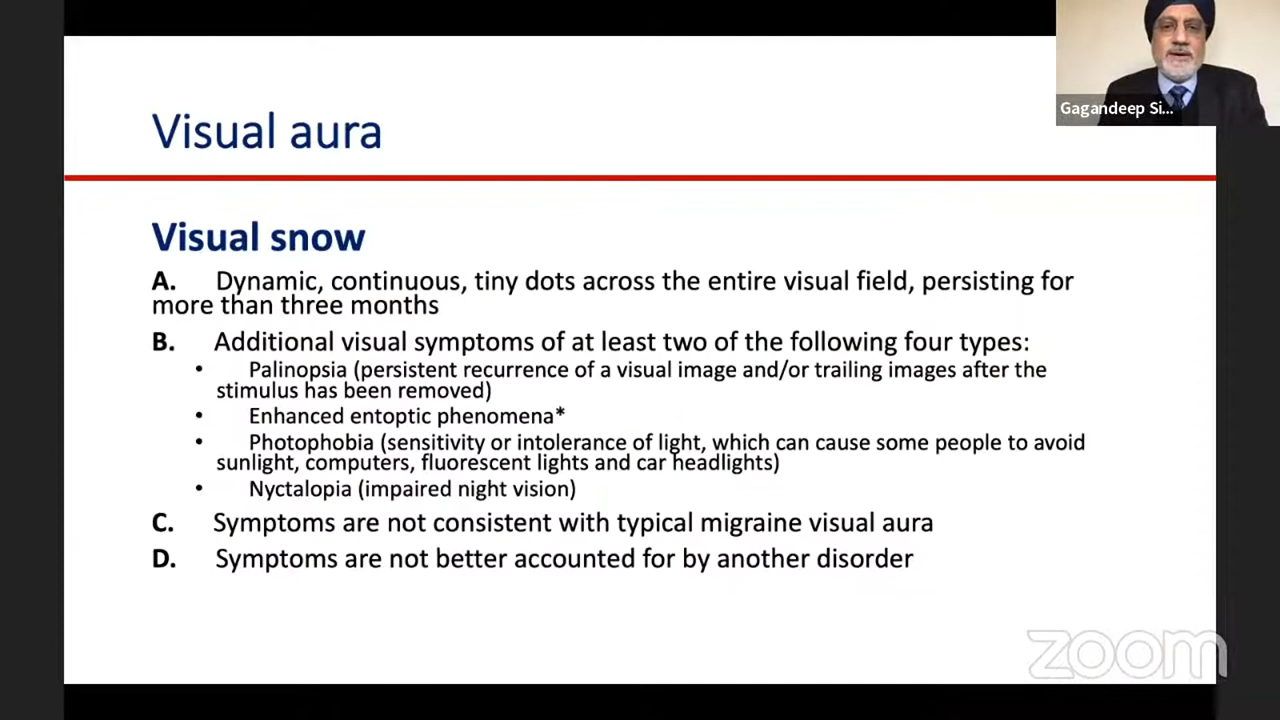 Gagandeep Si...
Visual aura
Visual snow
A. Dynamic, continuous, tiny dots across the entire visual field, persisting for
more than three months
B. Additional visual symptoms of at least two of the following four types:
• Palinopsia (persistent recurrence of a visual image and/or trailing images after the
stimulus has been removed)
• Enhanced entoptic phenomena*
• Photophobia (sensitivity or intolerance of light, which can cause some people to avoid
sunlight, computers, fluorescent lights and car headlights)
• Nyctalopia (impaired night vision)
C. Symptoms are not consistent with typical migraine visual aura
D. Symptoms are not better accounted for by another disorder
zoom